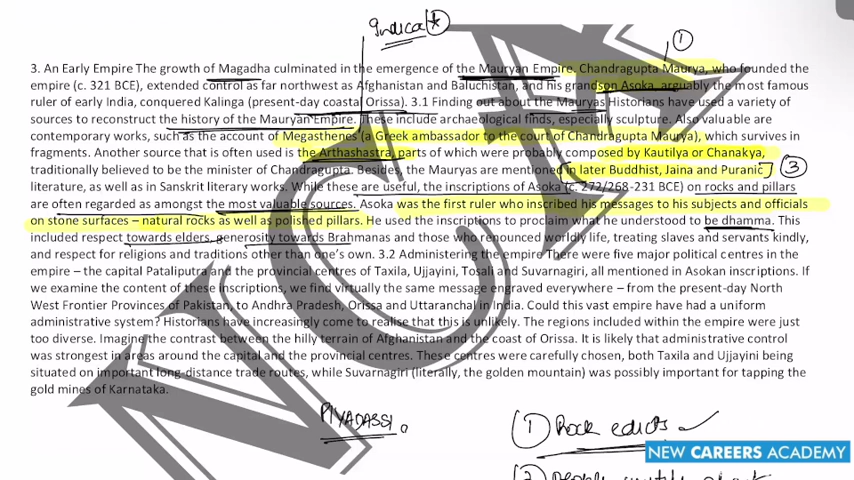 Indica
①
3. An Early Empire The growth of Magadha culminated in the emergence of the Mauryan Empire. Chandragupta Maurya, who founded the
empire (c. 321 BCE), extended control as far northwest as Afghanistan and Baluchistan, and his grandson Asoka, arguably the most famous
ruler of early India, conquered Kalinga (present-day coastal Orissa). 3.1 Finding out about the Mauryas Historians have used a variety of
sources to reconstruct the history of the Mauryan Empire. These include archaeological finds, especially sculpture. Also valuable are
contemporary works, such as the account of Megasthenes (a Greek ambassador to the court of Chandragupta Maurya), which survives in
fragments. Another source that is often used is the Arthashastra, parts of which were probably composed by Kautilya or Chanakya,
traditionally believed to be the minister of Chandragupta. Besides, the Mauryas are mentioned in later Buddhist, Jaina and Puranic ③
literature, as well as in Sanskrit literary works. While these are useful, the inscriptions of Asoka (c. 272/268-231 BCE) on rocks and pillars
are often regarded as amongst the most valuable sources. Asoka was the first ruler who inscribed his messages to his subjects and officials
on stone surfaces – natural rocks as well as polished pillars. He used the inscriptions to proclaim what he understood to be dhamma. This
included respect towards elders, generosity towards Brahmanas and those who renounced worldly life, treating slaves and servants kindly,
and respect for religions and traditions other than one's own. 3.2 Administering the empire There were five major political centres in the
empire – the capital Pataliputra and the provincial centres of Taxila, Ujjayini, Tosali and Suvarnagiri, all mentioned in Asokan inscriptions. If
we examine the content of these inscriptions, we find virtually the same message engraved everywhere – from the present-day North
West Frontier Provinces of Pakistan, to Andhra Pradesh, Orissa and Uttaranchal in India. Could this vast empire have had a uniform
administrative system? Historians have increasingly come to realise that this is unlikely. The regions included within the empire were just
too diverse. Imagine the contrast between the hilly terrain of Afghanistan and the coast of Orissa. It is likely that administrative control
was strongest in areas around the capital and the provincial centres. These centres were carefully chosen, both Taxila and Ujjayini being
situated on important long-distance trade routes, while Suvarnagiri (literally, the golden mountain) was possibly important for tapping the
gold mines of Karnataka.
PIYADASSI
① Rock edicts
NEW CAREERS ACADEMY